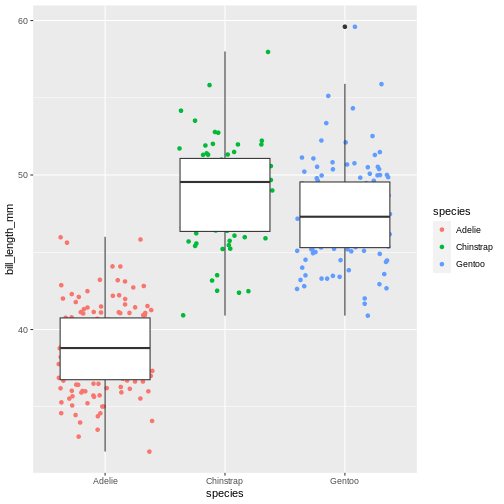 60
50
40
bill_length_mm
Adelie
Chinstrap
Gentoo
species
species
Adelie
Chinstrap
Gentoo